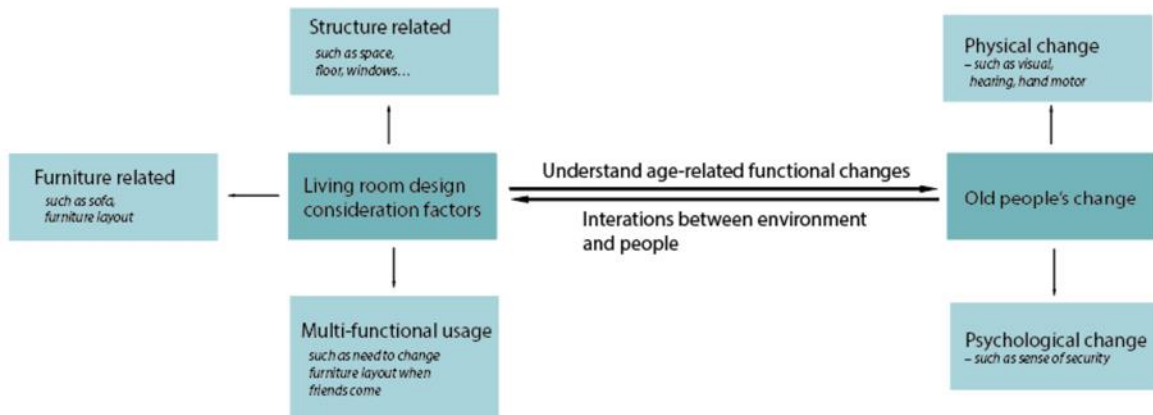 Structure related
such as space,
floor, windows...
Physical change
– such as visual,
hearing, hand motor
Furniture related
such as sofa,
furniture layout
Living room design
consideration factors
Understand age-related functional changes
Interations between environment
and people
Old people's change
Multi-functional usage
such as need to change
furniture layout when
friends come
Psychological change
– such as sense of security